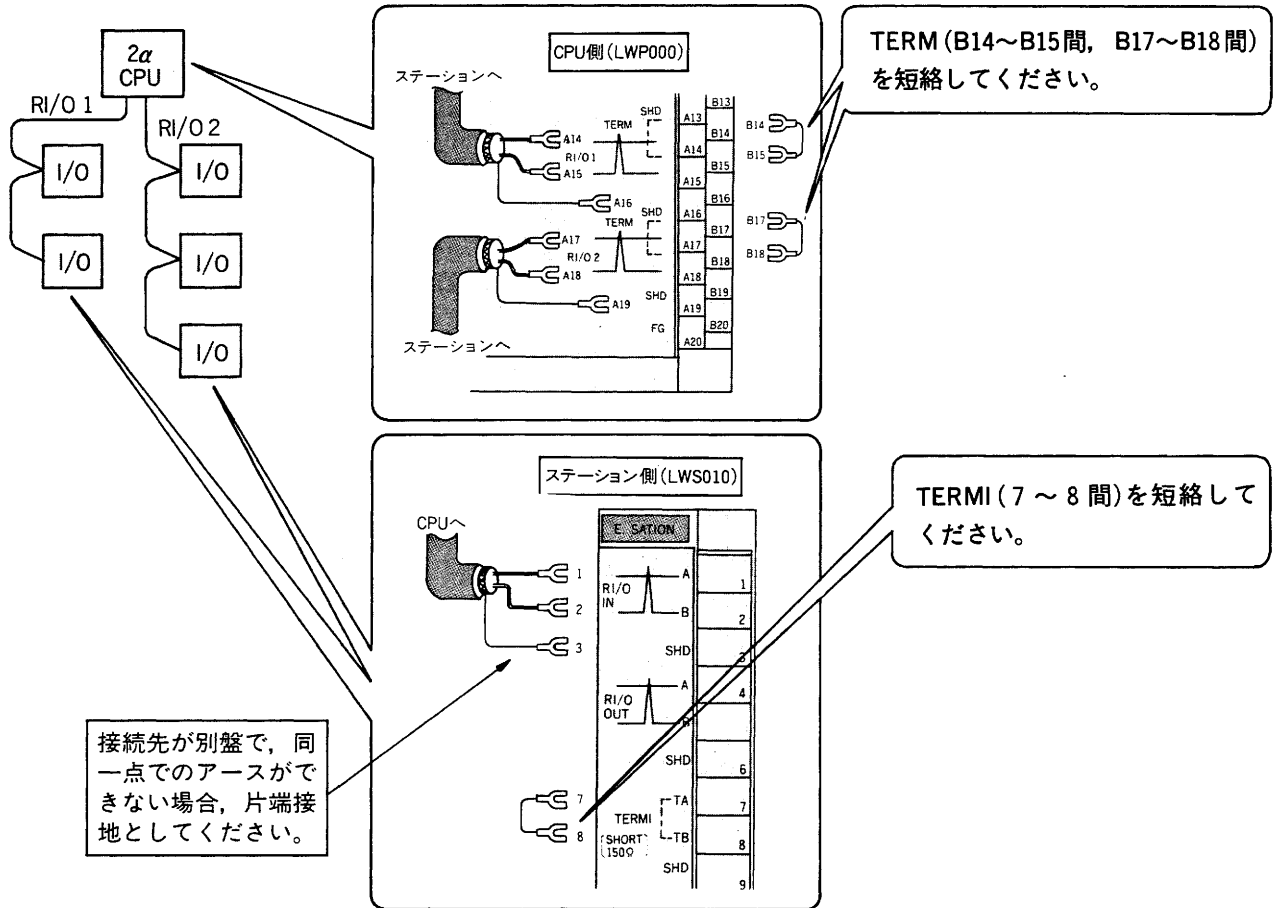 2α
CPU
RI/O 1
RI/O 2
I/O
I/O
I/O
I/O
I/O
CPU側(LWP000)
ステーションへ
TERM
SHD
A14
RI/O 1
A15
A16
TERM
SHD
A17
RI/O 2
A18
SHD
A19
FG
ステーションへ
A13
A14
A15
A16
A17
A18
A19
A20
B13
B14
B15
B16
B17
B18
B19
B20
B14
B15
B17
B18
TERM(B14〜B15間, B17〜B18間)
を短絡してください。
ステーション側(LWS010)
CPUへ
E. SATION
1
2
3
RI/O
IN
A
B
SHD
RI/O
OUT
A
B
SHD
7
8
TERMI
SHORT
150Ω
TA
TB
SHD
1
2
3
4
6
7
8
9
TERMI(7〜8間)を短絡して
ください。
接続先が別盤で, 同
一点でのアースがで
きない場合, 片端接
地としてください。